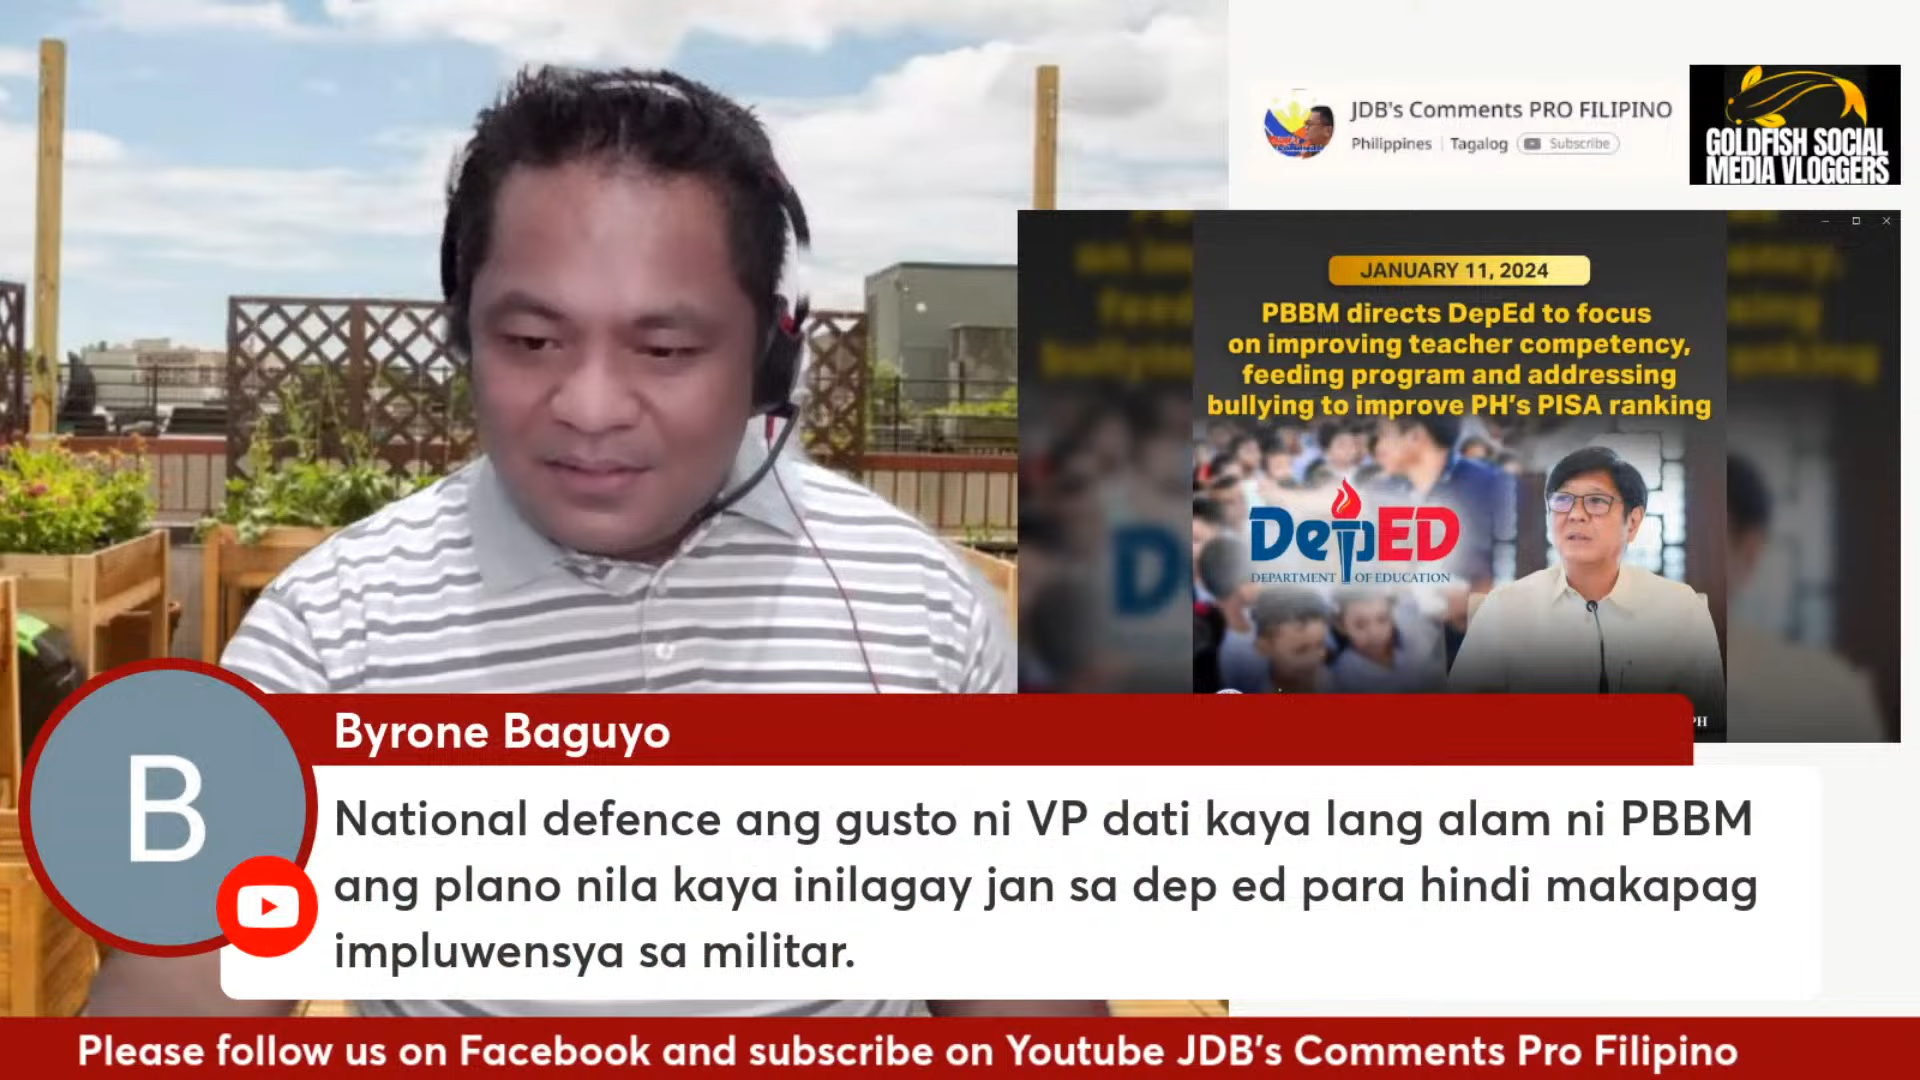 JDB's Comments PRO FILIPINO
Philippines Tagalog Subscribe
GOLDFISH SOCIAL
MEDIA VLOGGERS
JANUARY 11, 2024
PBBM directs DepEd to focus
on improving teacher competency,
feeding program and addressing
bullying to improve PH's PISA ranking
DepED
DEPARTMENT OF EDUCATION
PH
Byrone Baguyo
B
National defence ang gusto ni VP dati kaya lang alam ni PBBM
ang plano nila kaya inilagay jan sa dep ed para hindi makapag
impluwensya sa militar.
Please follow us on Facebook and subscribe on Youtube JDB's Comments Pro Filipino